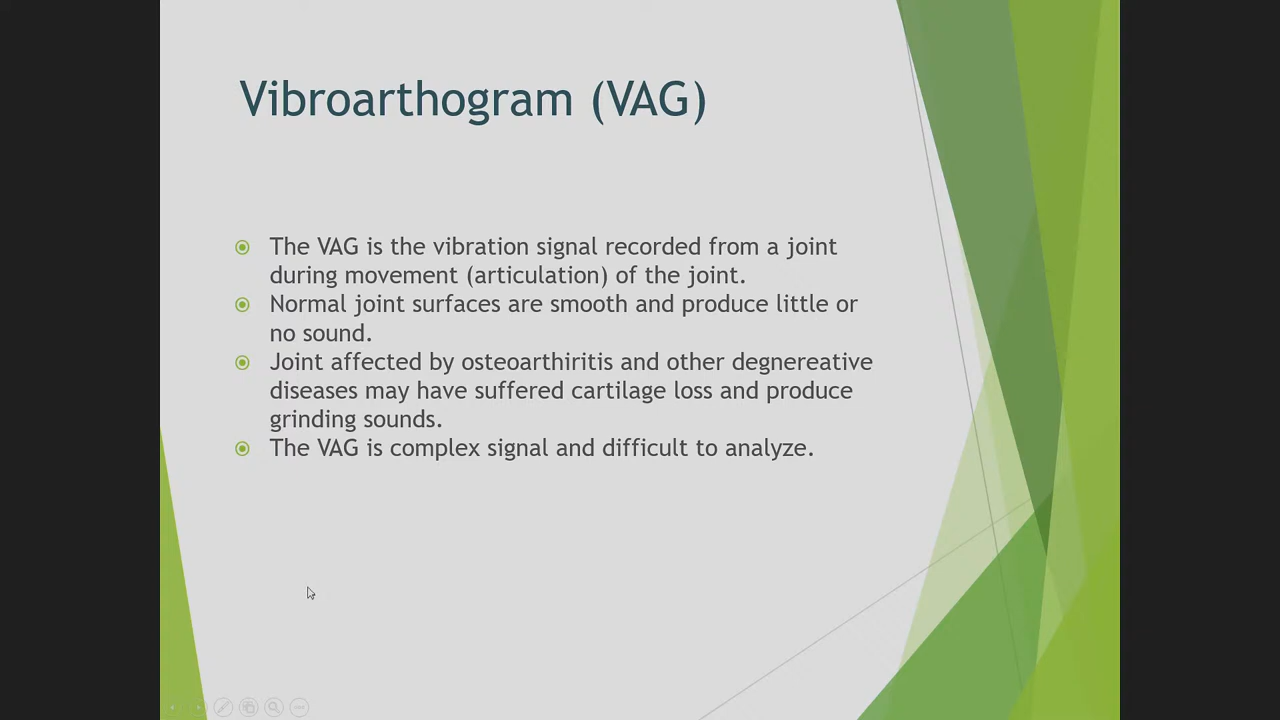 Vibroarthogram (VAG)
The VAG is the vibration signal recorded from a joint
during movement (articulation) of the joint.
Normal joint surfaces are smooth and produce little or
no sound.
Joint affected by osteoarthiritis and other degnereative
diseases may have suffered cartilage loss and produce
grinding sounds.
The VAG is complex signal and difficult to analyze.